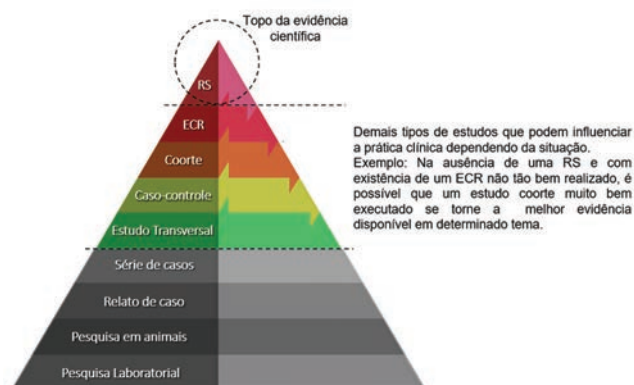 Topo da evidência
científica
RS
ECR
Coorte
Caso-controle
Estudo Transversal
Série de casos
Relato de caso
Pesquisa em animais
Pesquisa Laboratorial
Demais tipos de estudos que podem influenciar
a prática clínica dependendo da situação.
Exemplo: Na ausência de uma RS e com
existência de um ECR não tão bem realizado, é
possível que um estudo coorte muito bem
executado se torne a melhor evidência
disponível em determinado tema.